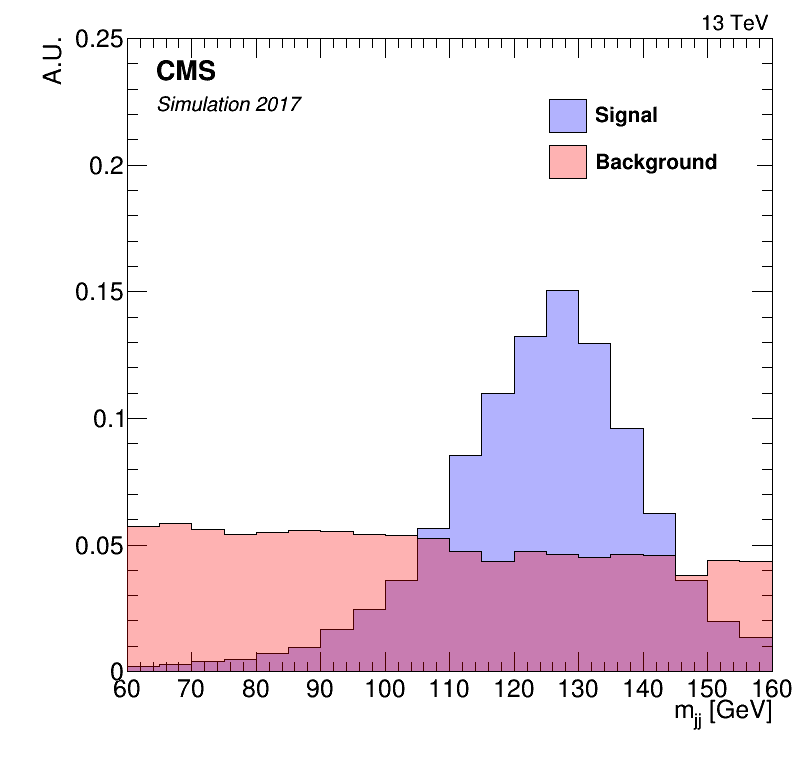 13 TeV
A.U.
0.25
CMS
Simulation 2017
Signal
Background
0.2
0.15
0.1
0.05
0
60 70 80 90 100 110 120 130 140 150 160
m_jj [GeV]